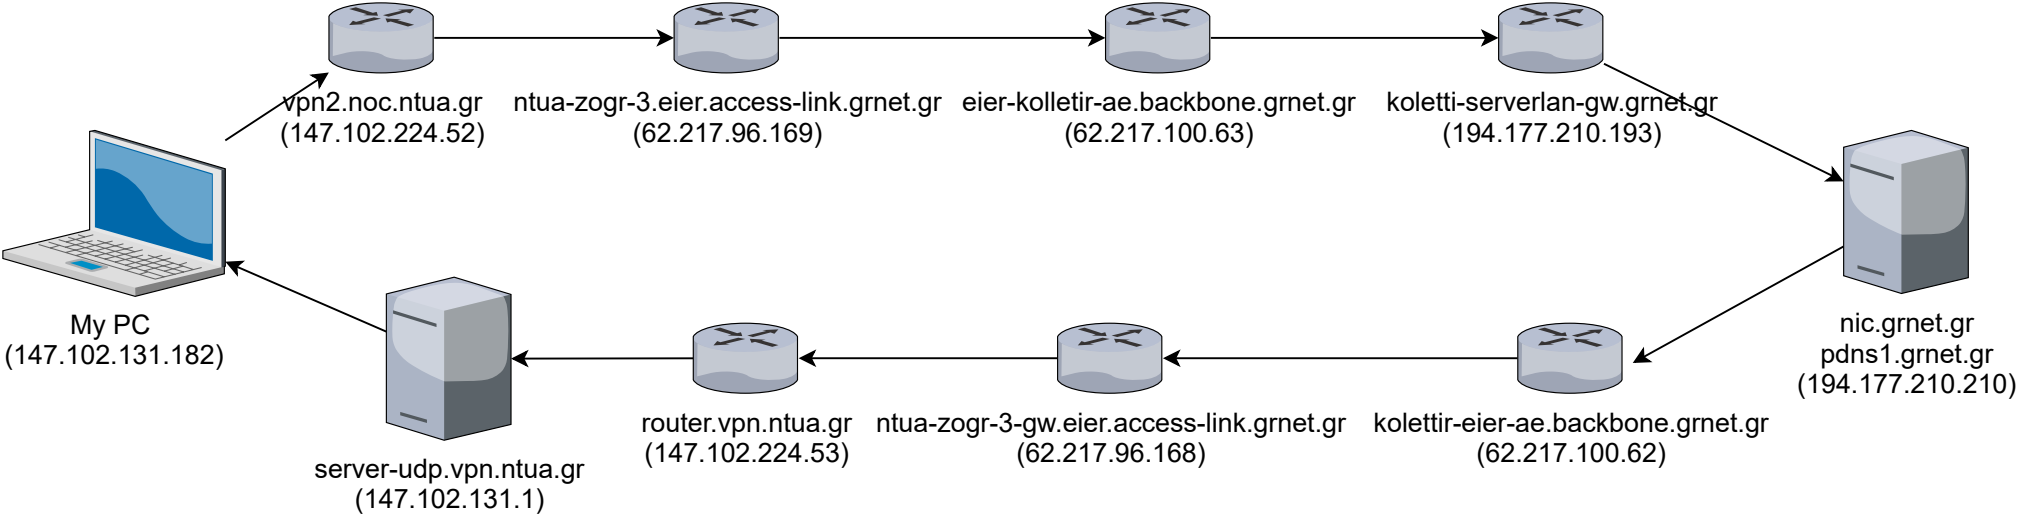 vpn2.noc.ntua.gr
(147.102.224.52)
ntua-zogr-3.eier.access-link.grnet.gr
(62.217.96.169)
eier-kolletir-ae.backbone.grnet.gr
(62.217.100.63)
koletti-serverlan-gw.grnet.gr
(194.177.210.193)
My PC
(147.102.131.182)
nic.grnet.gr
pdns1.grnet.gr
(194.177.210.210)
server-udp.vpn.ntua.gr
(147.102.131.1)
router.vpn.ntua.gr
(147.102.224.53)
ntua-zogr-3-gw.eier.access-link.grnet.gr
(62.217.96.168)
kolettir-eier-ae.backbone.grnet.gr
(62.217.100.62)